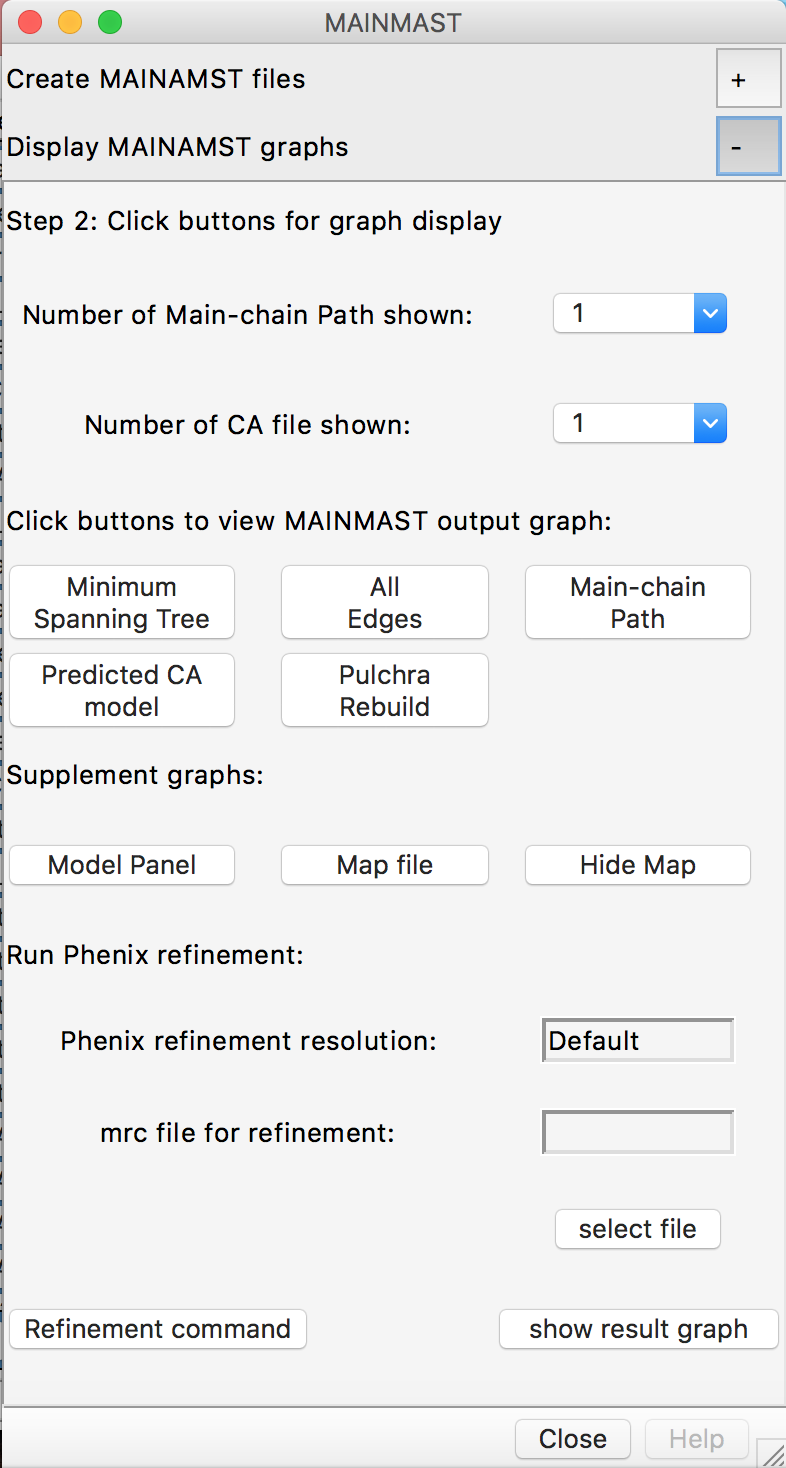 MAINMAST
Create MAINAMST files
+
Display MAINAMST graphs
-
Step 2: Click buttons for graph display
Number of Main-chain Path shown:
1
Number of CA file shown:
1
Click buttons to view MAINMAST output graph:
Minimum
Spanning Tree
All
Edges
Main-chain
Path
Predicted CA
model
Pulchra
Rebuild
Supplement graphs:
Model Panel
Map file
Hide Map
Run Phenix refinement:
Phenix refinement resolution:
Default
mrc file for refinement:
select file
Refinement command
show result graph
Close
Help